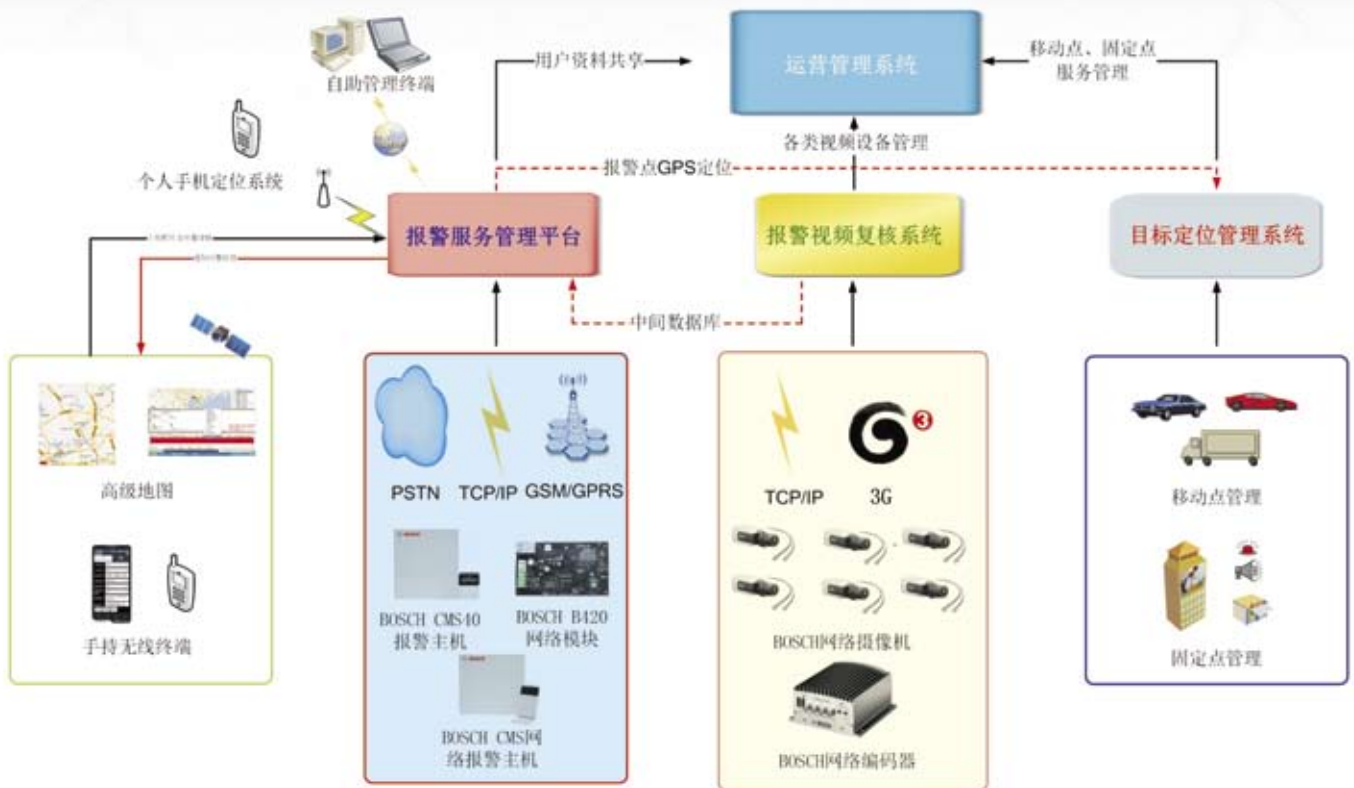 用户资料共享
运营管理系统
移动点、固定点
服务管理
自助管理终端
各类视频设备管理
报警点GPS定位
个人手机定位系统
报警服务管理平台
报警视频复核系统
目标定位管理系统
中间数据库
高级地图
手持无线终端
PSTN
TCP/IP
GSM/GPRS
BOSCH CMS40
报警主机
BOSCH B420
网络模块
BOSCH CMS网
络报警主机
TCP/IP
3G
BOSCH网络摄像机
BOSCH网络编码器
移动点管理
固定点管理